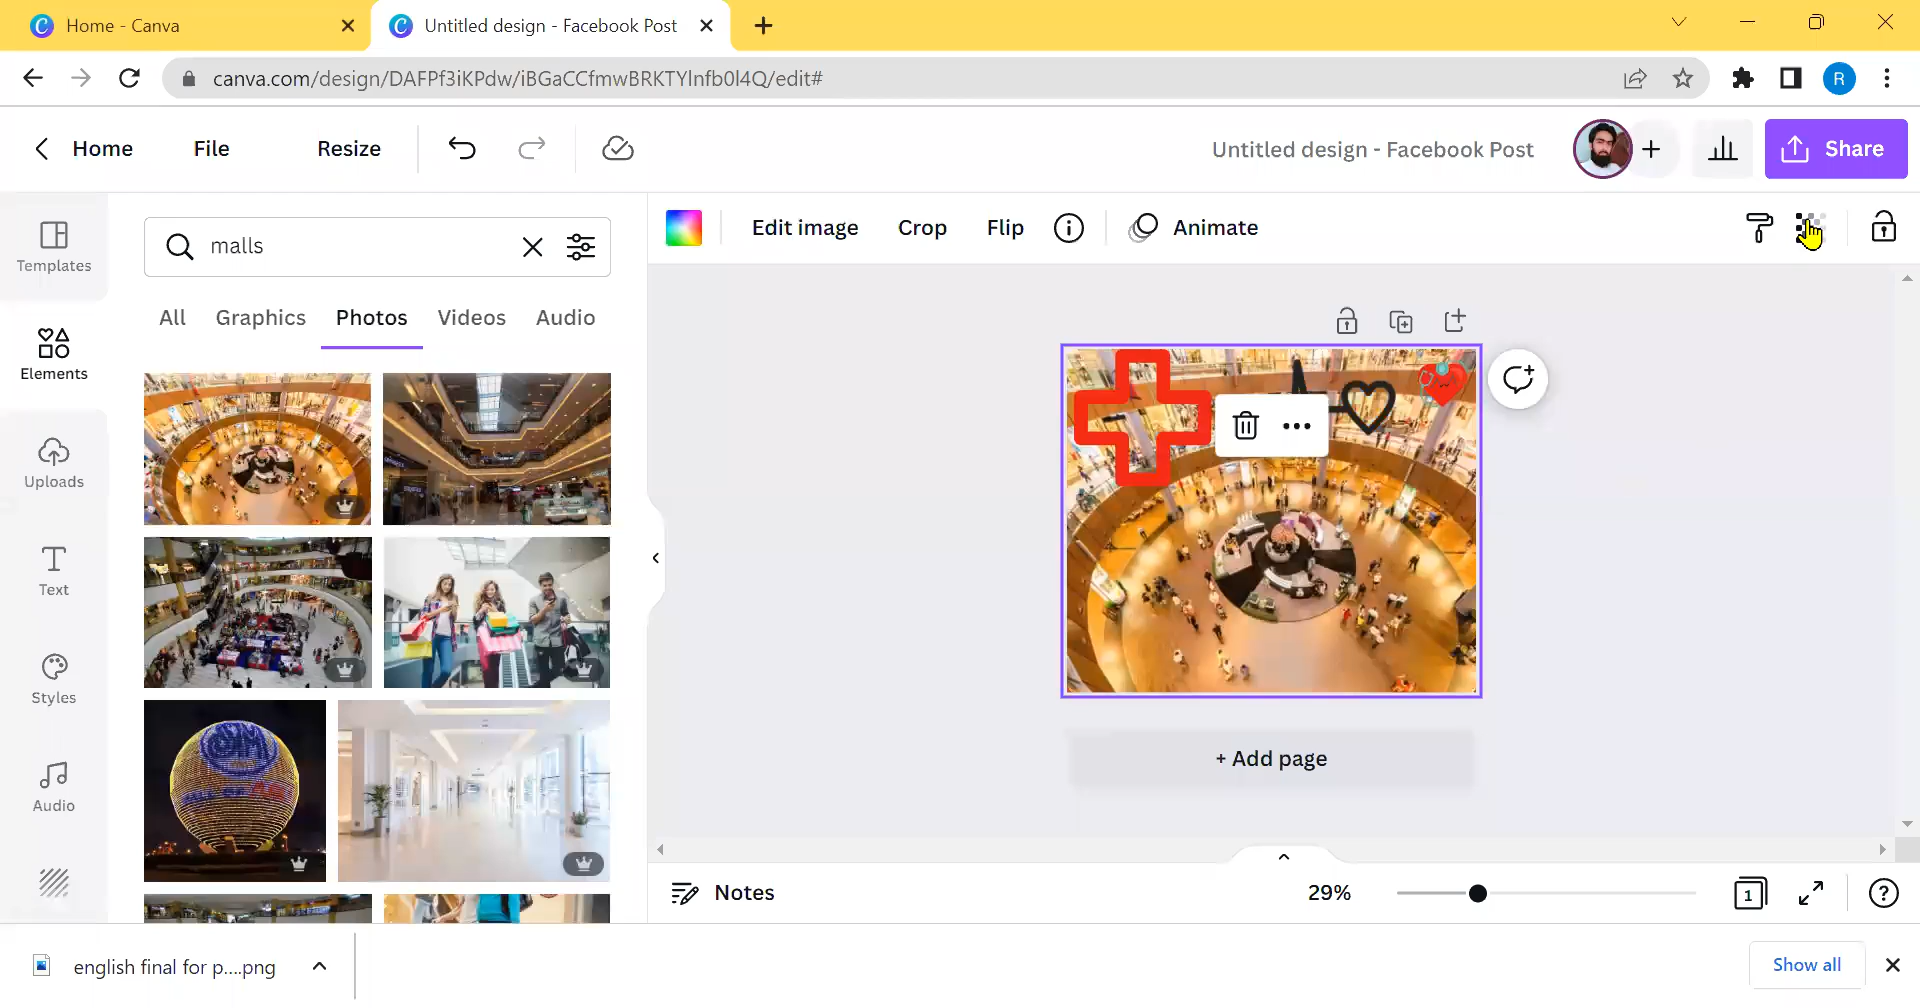 Home - Canva
Untitled design - Facebook Post
canva.com/design/DAFPf3iKPdw/iBGaCCfmwBRKTYlnfb0l4Q/edit#
R
Home
File
Resize
Untitled design - Facebook Post
Share
Templates
Elements
Uploads
Text
Styles
Audio
malls
All
Graphics
Photos
Videos
Audio
Edit image
Crop
Flip
Animate
+ Add page
Notes
29%
1
english final for p....png
Show all